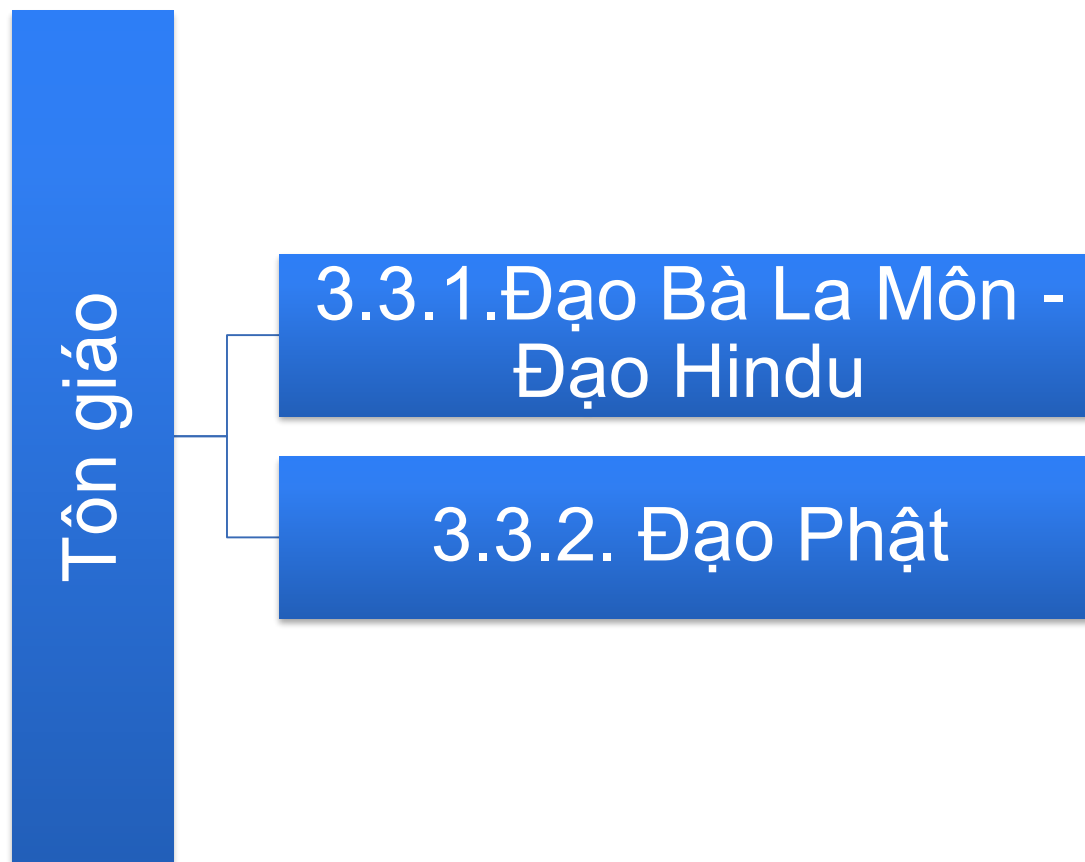 Tôn giáo
3.3.1.Đạo Bà La Môn -
Đạo Hindu
3.3.2. Đạo Phật